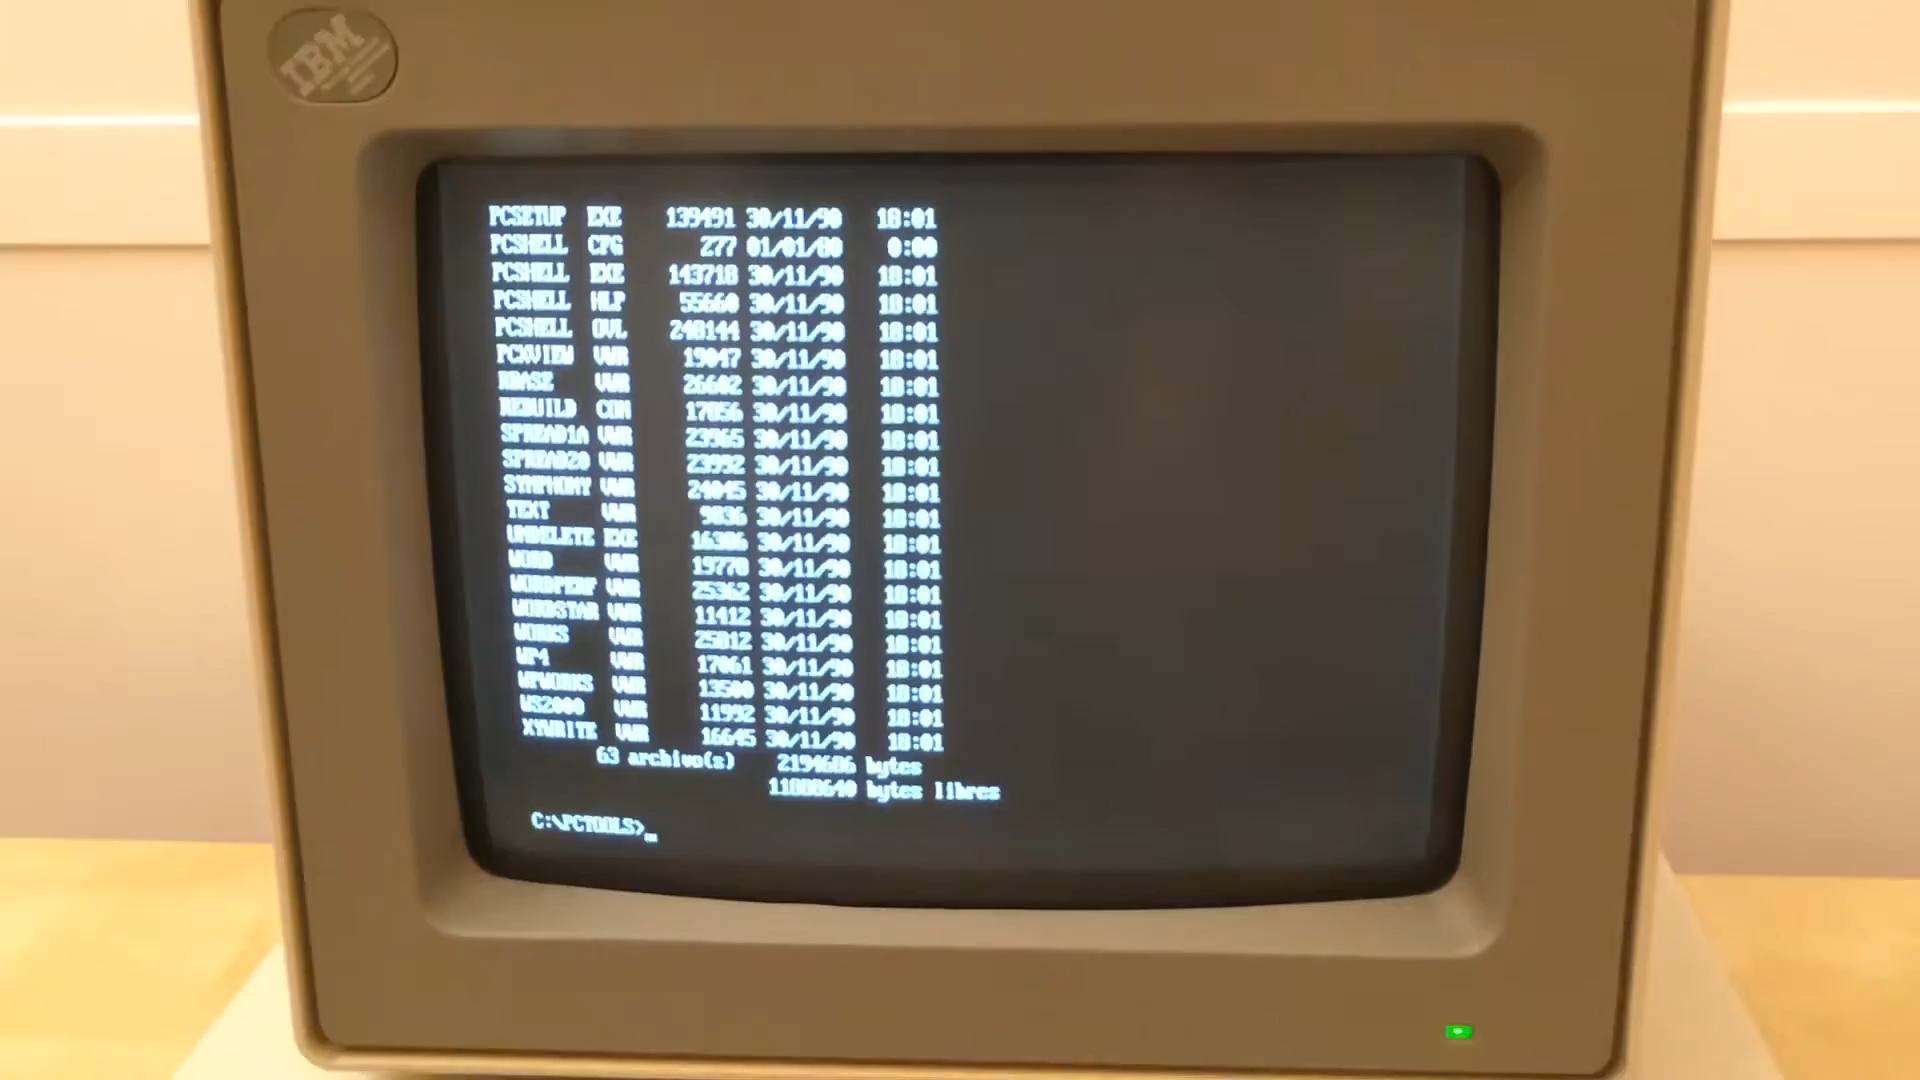 IBM
PCSETUP EXE 139491 30/11/90 18:01
PCSHELL CFG 277 01/01/80 0:00
PCSHELL EXE 143718 30/11/90 18:01
PCSHELL HLP 55660 30/11/90 18:01
PCSHELL OVL 248144 30/11/90 18:01
PCXVIEW VWR 19047 30/11/90 18:01
RBASE VWR 26602 30/11/90 18:01
REBUILD COM 17056 30/11/90 18:01
SPREAD1A VWR 23965 30/11/90 18:01
SPREAD20 VWR 23992 30/11/90 18:01
SYMPHONY VWR 24045 30/11/90 18:01
TEXT VWR 9836 30/11/90 18:01
UNDELETE EXE 16386 30/11/90 18:01
WORD VWR 19770 30/11/90 18:01
WORDPERF VWR 25362 30/11/90 18:01
WORDSTAR VWR 11412 30/11/90 18:01
WORKS VWR 25812 30/11/90 18:01
WP4 VWR 17061 30/11/90 18:01
WPWORKS VWR 13500 30/11/90 18:01
WS2000 VWR 11992 30/11/90 18:01
XYWRITE VWR 16645 30/11/90 18:01
63 archivo(s) 2194686 bytes
bytes libres
C:\PCTOOLS>_